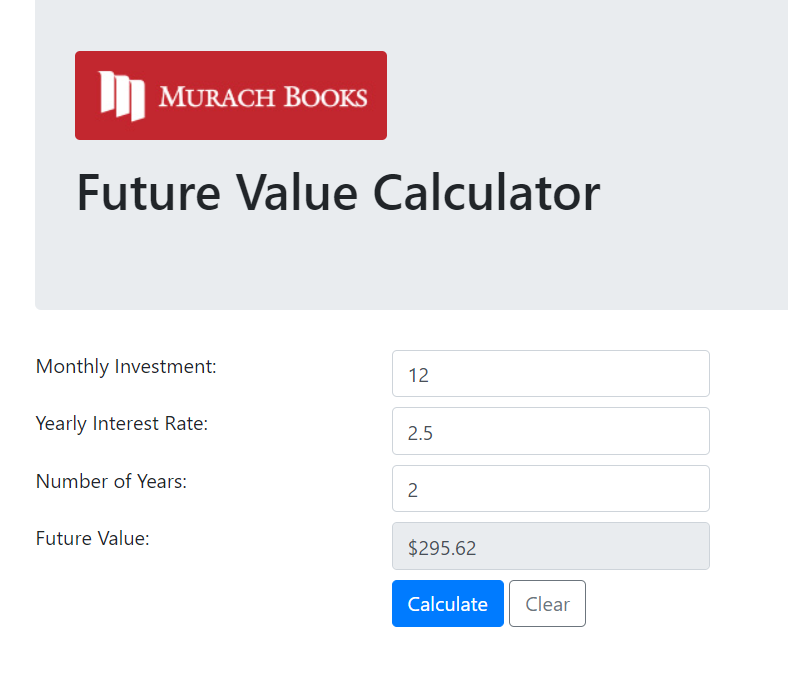 MURACH BOOKS
Future Value Calculator
Monthly Investment: 12
Yearly Interest Rate: 2.5
Number of Years: 2
Future Value: $295.62
Calculate Clear